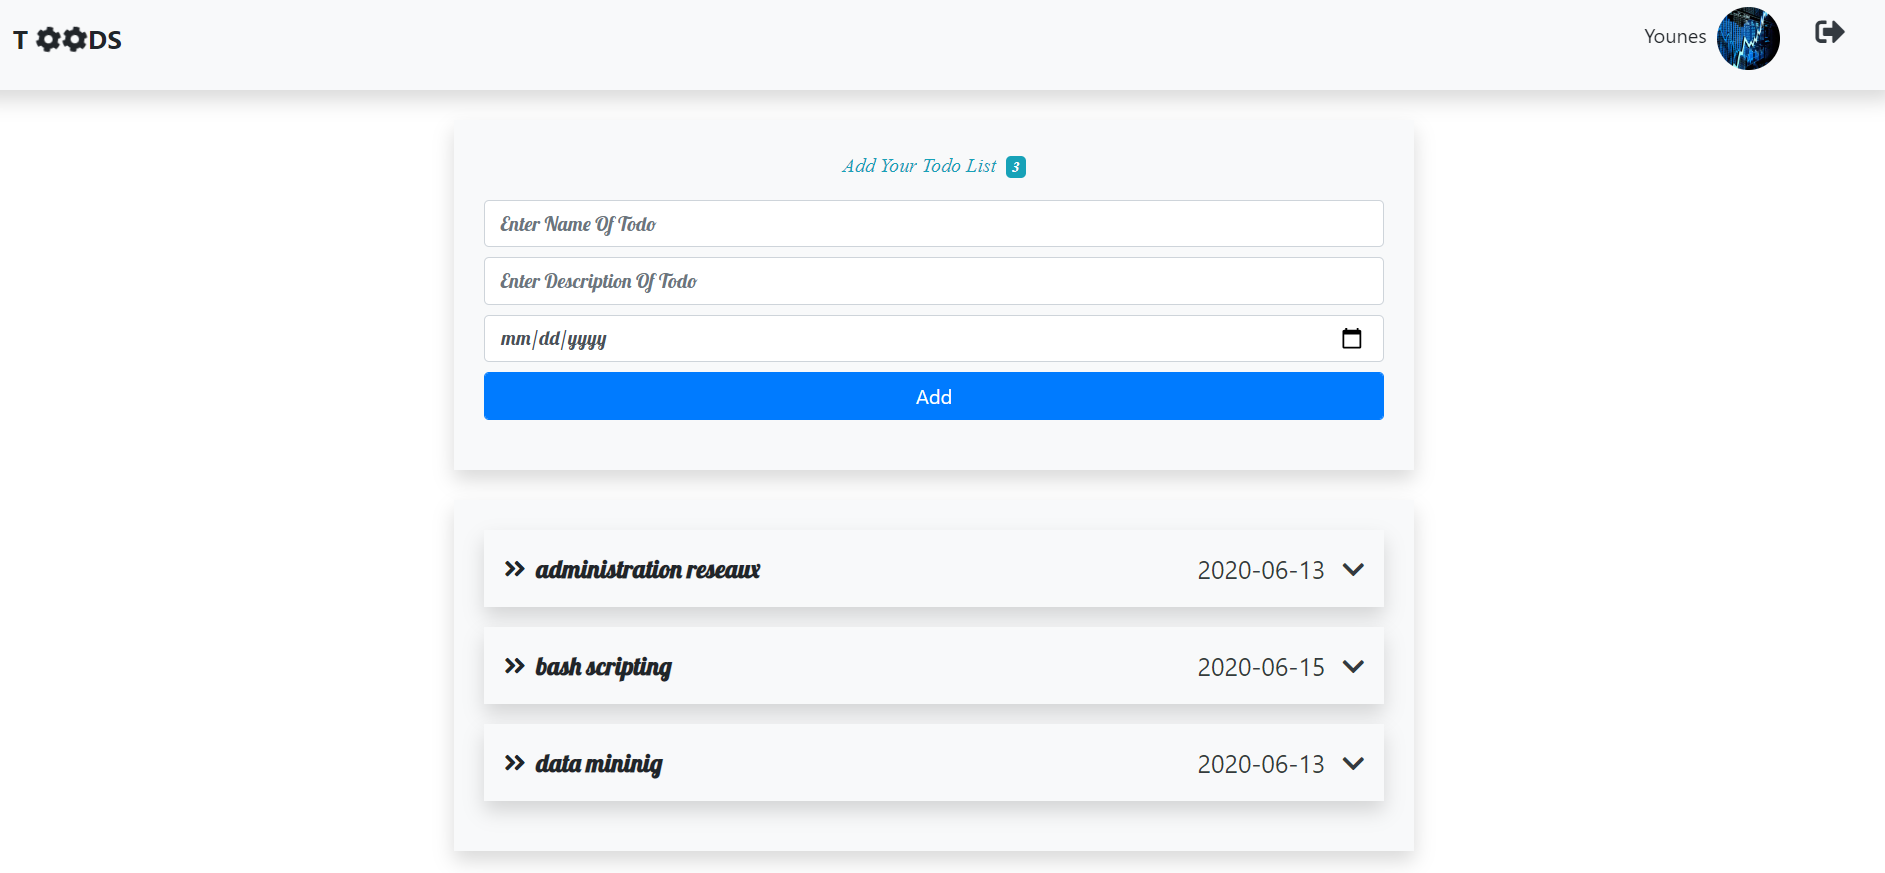 T DS
Younes
Add Your Todo List 3
Enter Name Of Todo
Enter Description Of Todo
mm/dd/yyyy
Add
administration reseaux 2020-06-13
bash scripting 2020-06-15
data mininig 2020-06-13